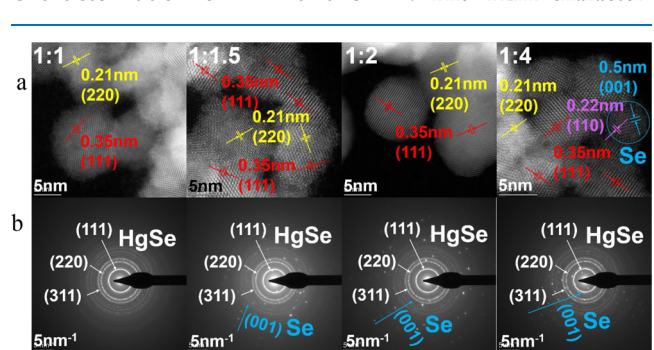 a
1:1
0.21nm
(220)
0.35nm
(111)
5nm
1:1.5
0.35nm
(111)
0.21nm
(220)
0.35nm
(111)
5nm
1:2
0.21nm
(220)
0.35nm
(111)
5nm
1:4
0.5nm
(001)
0.21nm
(220)
0.22nm
(110)
Se
0.35nm
(111)
5nm
b
(111)
HgSe
(220)
(311)
5nm-1
(111)
HgSe
(220)
(311)
(001) Se
5nm-1
(111)
HgSe
(220)
(311)
(001) Se
5nm-1
(111)
HgSe
(220)
(311)
(001) Se
5nm-1